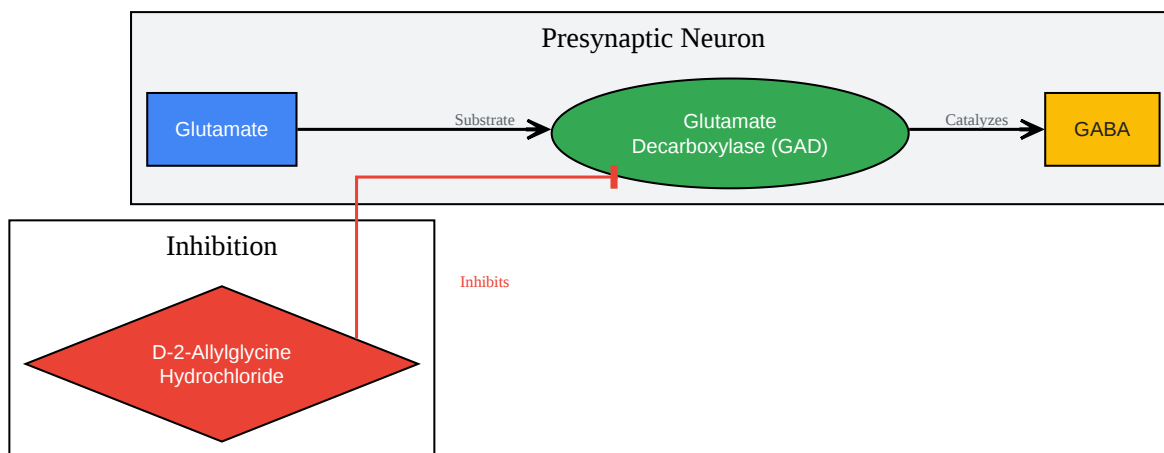 Presynaptic Neuron
Glutamate
Substrate
Glutamate
Decarboxylase (GAD)
Catalyzes
GABA
Inhibition
Inhibits
D-2-Allylglycine
Hydrochloride